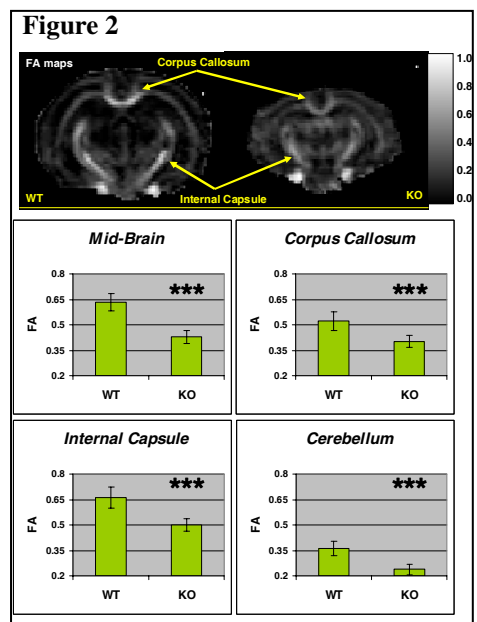 Figure 2
FA maps
Corpus Callosum
1.0
0.8
0.6
0.4
0.2
0.0
WT
Internal Capsule
KO
Mid-Brain
0.8
0.65
0.5
0.35
0.2
FA
***
WT KO
Corpus Callosum
0.8
0.65
0.5
0.35
0.2
FA
***
WT KO
Internal Capsule
0.8
0.65
0.5
0.35
0.2
FA
***
WT KO
Cerebellum
0.8
0.65
0.5
0.35
0.2
FA
***
WT KO